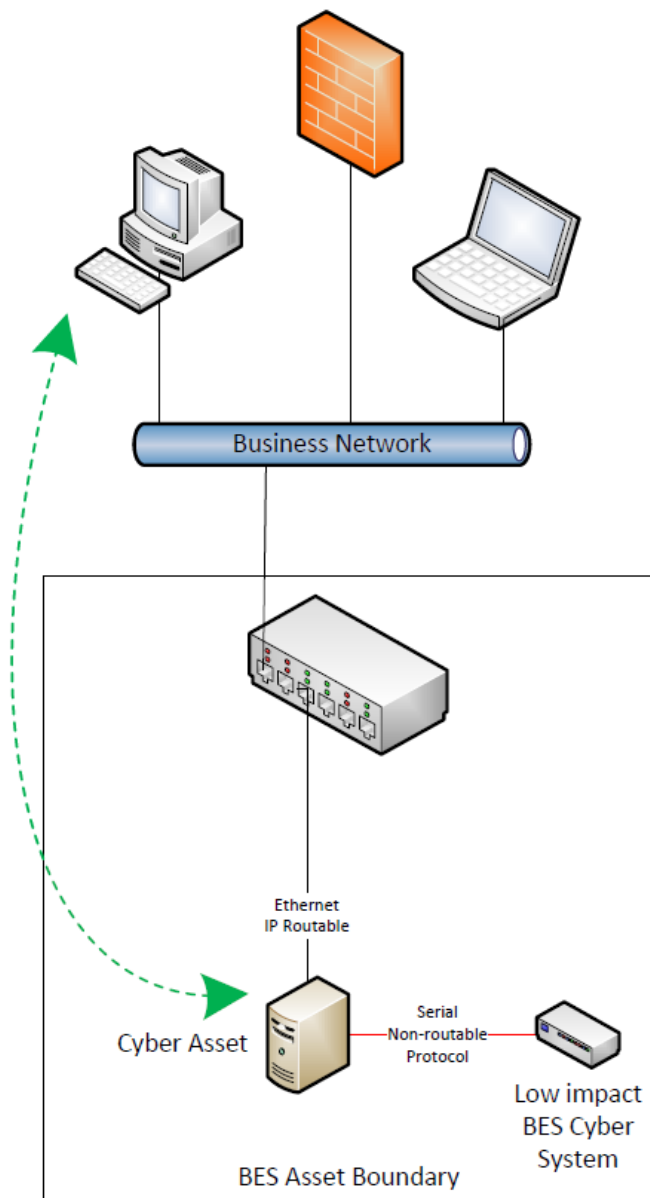 Business Network
Ethernet
IP Routable
Cyber Asset
Serial
Non-routable
Protocol
Low impact
BES Cyber
System
BES Asset Boundary